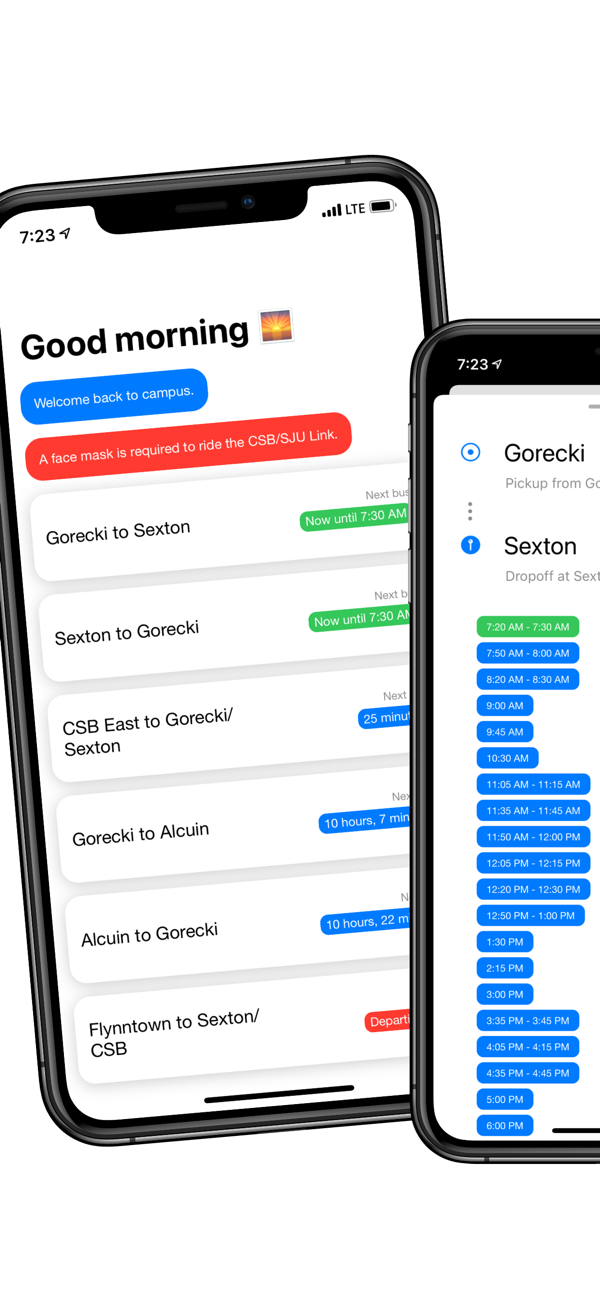 7:23
LTE
Good morning
Welcome back to campus.
A face mask is required to ride the CSB/SJU Link.
Next
Gorecki to Sexton
Now until 7:30 AM
Next
Sexton to Gorecki
Now until 7:30 AM
Next
CSB East to Gorecki/
Sexton
25
Gorecki to Alcuin
10 hours, 7
Alcuin to Gorecki
10 hours, 22
Flynntown to Sexton/
CSB
7:23
Gorecki
Pickup from
Sexton
Dropoff at
7:20 AM - 7:30 AM
7:50 AM - 8:00 AM
8:20 AM - 8:30 AM
9:00 AM
9:45 AM
10:30 AM
11:05 AM - 11:15 AM
11:35 AM - 11:45 AM
11:50 AM - 12:00 PM
12:05 PM - 12:15 PM
12:20 PM - 12:30 PM
12:50 PM - 1:00 PM
1:30 PM
2:15 PM
3:00 PM
3:35 PM - 3:45 PM
4:05 PM - 4:15 PM
4:35 PM - 4:45 PM
5:00 PM
6:00 PM